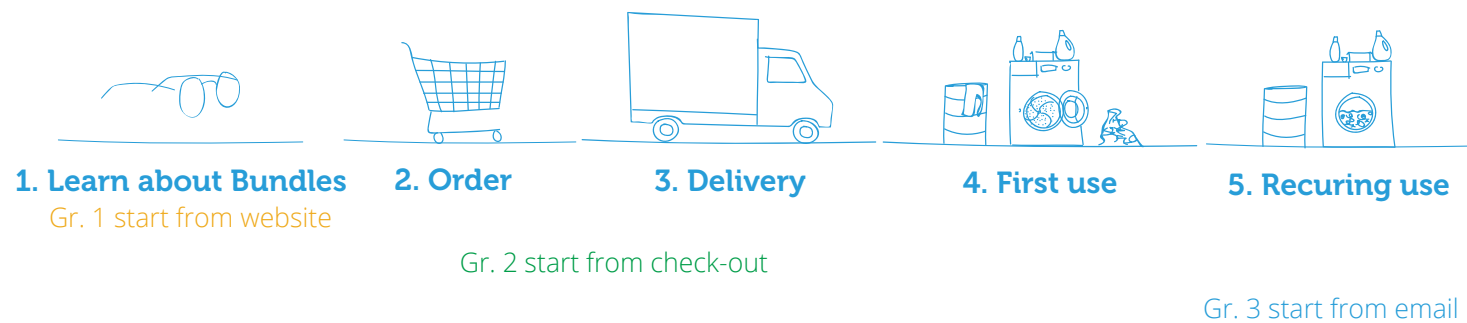 1. Learn about Bundles
2. Order
3. Delivery
4. First use
5. Recuring use
Gr. 1 start from website
Gr. 2 start from check-out
Gr. 3 start from email